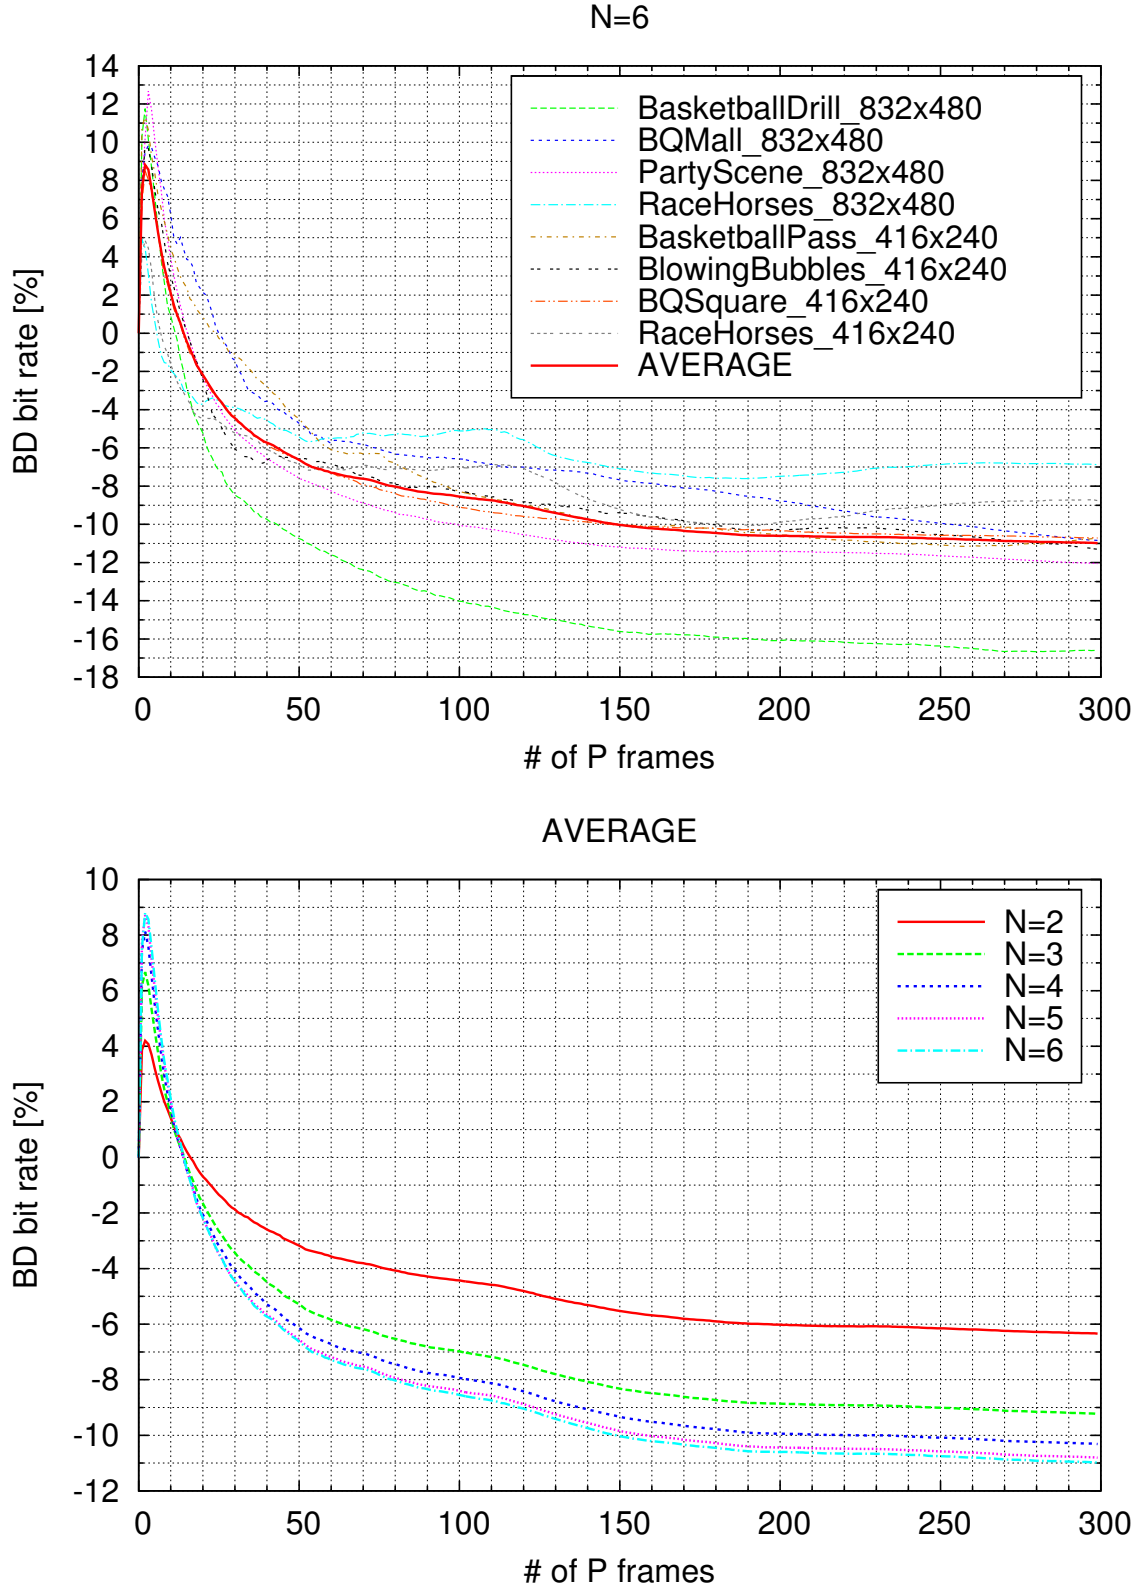 N=6
14
12
10
8
6
4
2
0
-2
-4
-6
-8
-10
-12
-14
-16
-18
BD bit rate [%]
BasketballDrill_832x480
BQMall_832x480
PartyScene_832x480
RaceHorses_832x480
BasketballPass_416x240
BlowingBubbles_416x240
BQSquare_416x240
RaceHorses_416x240
AVERAGE
0 50 100 150 200 250 300
# of P frames
AVERAGE
10
8
6
4
2
0
-2
-4
-6
-8
-10
-12
BD bit rate [%]
N=2
N=3
N=4
N=5
N=6
0 50 100 150 200 250 300
# of P frames